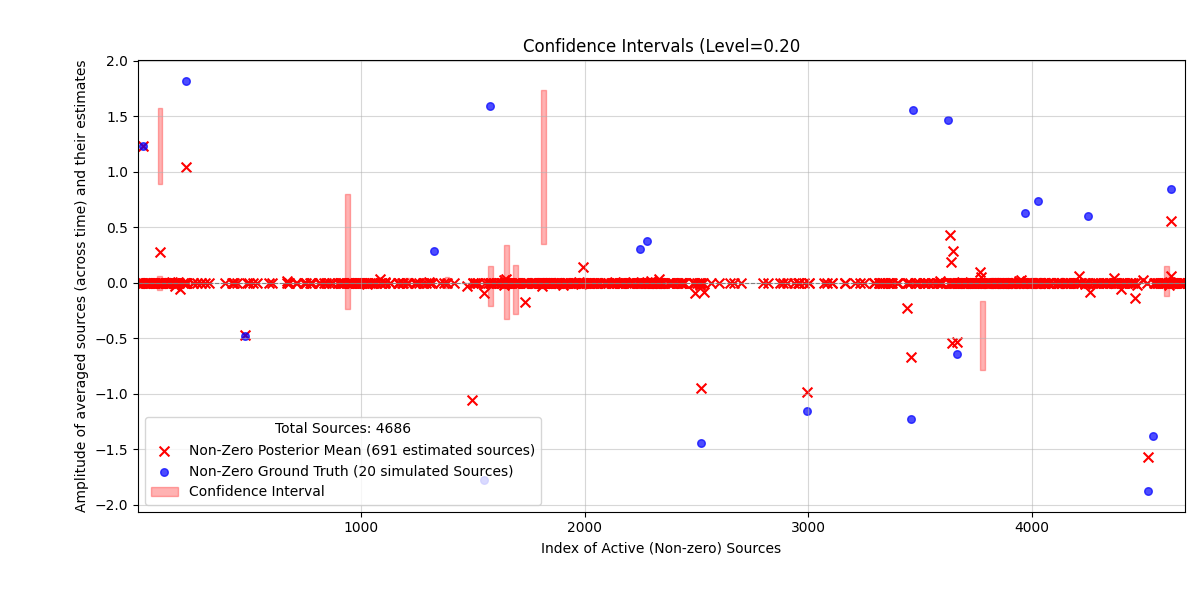 Confidence Intervals (Level=0.20
Amplitude of averaged sources (across time) and their estimates
2.0
1.5
1.0
0.5
0.0
−0.5
−1.0
−1.5
−2.0
Total Sources: 4686
Non-Zero Posterior Mean (691 estimated sources)
Non-Zero Ground Truth (20 simulated Sources)
Confidence Interval
1000
2000
3000
4000
Index of Active (Non-zero) Sources